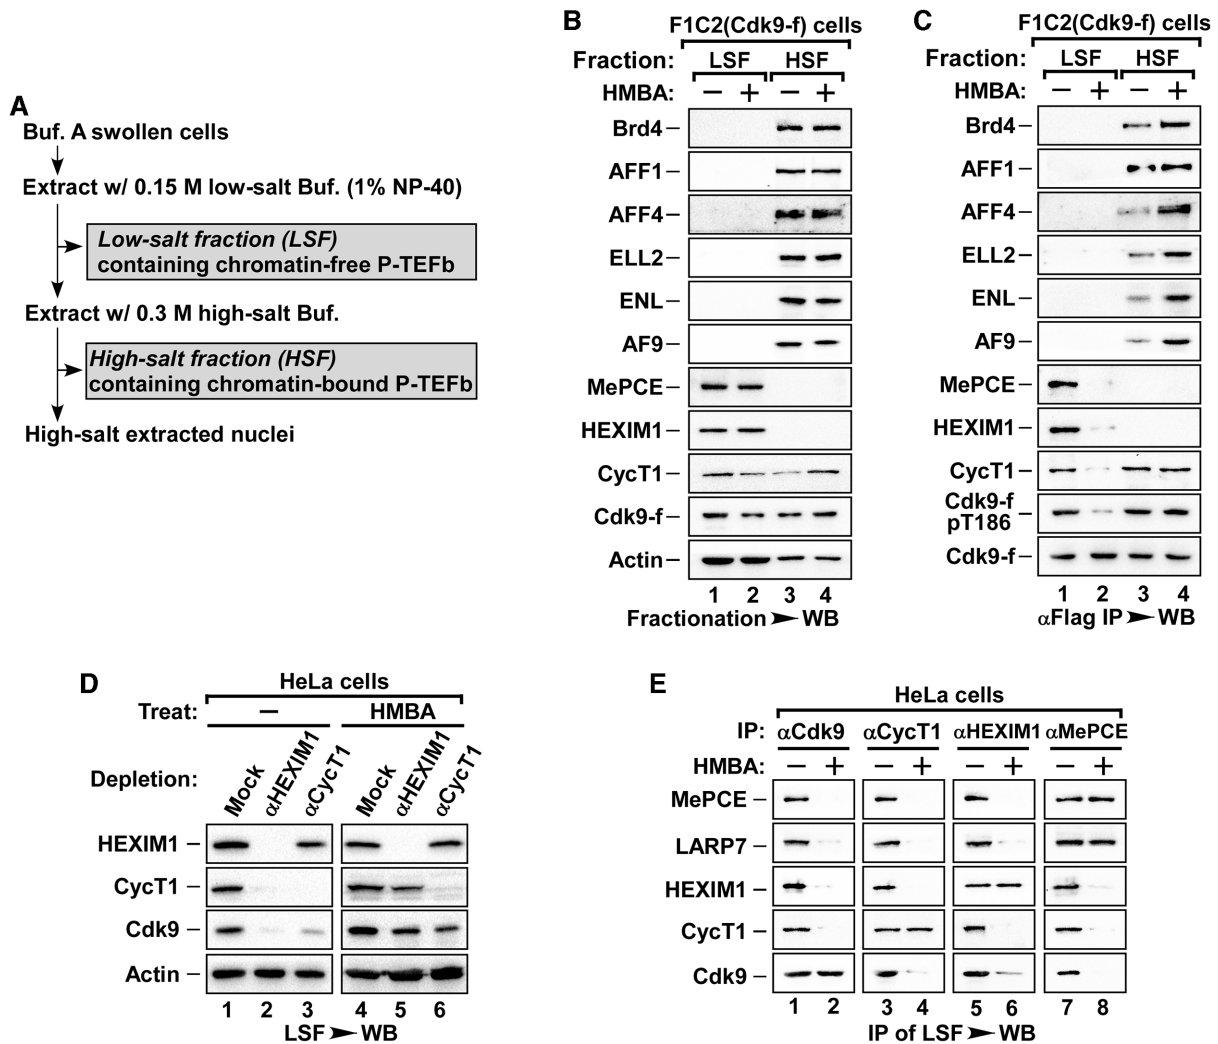 A
Buf. A swollen cells
Extract w/ 0.15 M low-salt Buf. (1% NP-40)
Low-salt fraction (LSF)
containing chromatin-free P-TEFb
Extract w/ 0.3 M high-salt Buf.
High-salt fraction (HSF)
containing chromatin-bound P-TEFb
High-salt extracted nuclei
B
F1C2(Cdk9-f) cells
Fraction: LSF HSF
HMBA: − + − +
Brd4
AFF1
AFF4
ELL2
ENL
AF9
MePCE
HEXIM1
CycT1
Cdk9-f
Actin
1 2 3 4
Fractionation ➤ WB
C
F1C2(Cdk9-f) cells
Fraction: LSF HSF
HMBA: − + − +
Brd4
AFF1
AFF4
ELL2
ENL
AF9
MePCE
HEXIM1
CycT1
Cdk9-f
pT186
Cdk9-f
1 2 3 4
αFlag IP ➤ WB
D
HeLa cells
Treat: − HMBA
Depletion: Mock αHEXIM1 αCycT1 Mock αHEXIM1 αCycT1
HEXIM1
CycT1
Cdk9
Actin
1 2 3 4 5 6
LSF ➤ WB
E
HeLa cells
IP: αCdk9 αCycT1 αHEXIM1 αMePCE
HMBA: − + − + − + − +
MePCE
LARP7
HEXIM1
CycT1
Cdk9
1 2 3 4 5 6 7 8
IP of LSF ➤ WB